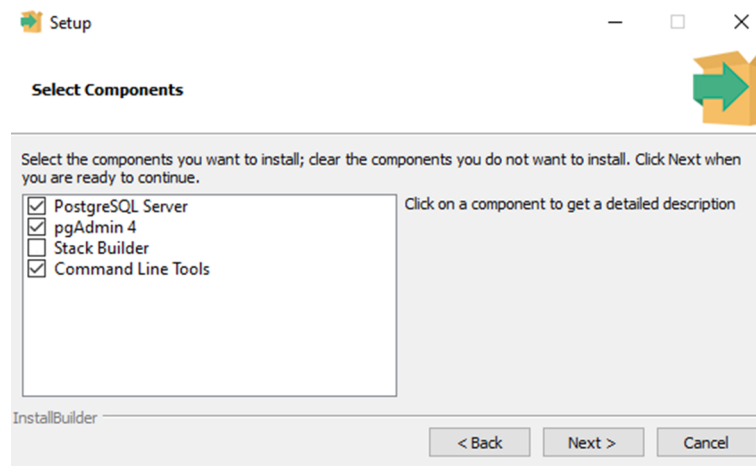 Setup
Select Components
Select the components you want to install; clear the components you do not want to install. Click Next when
you are ready to continue.
PostgreSQL Server
pgAdmin 4
Stack Builder
Command Line Tools
Click on a component to get a detailed description
InstallBuilder
< Back
Next >
Cancel